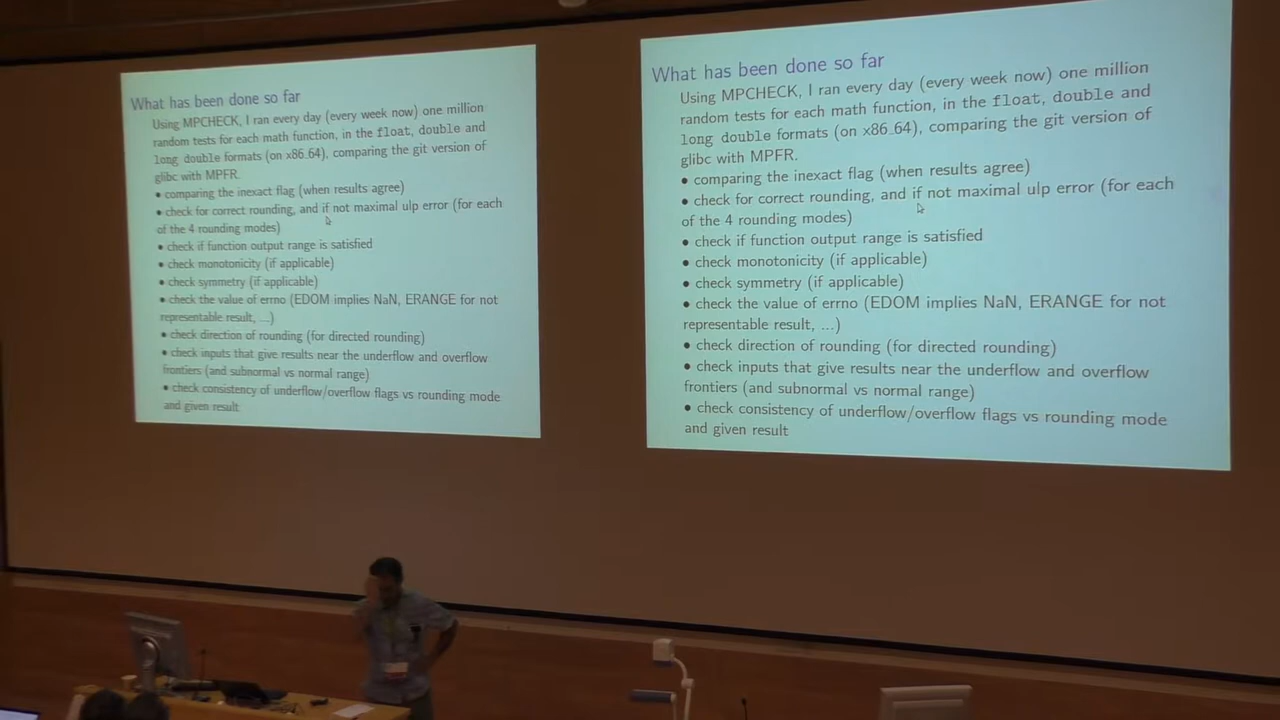 What has been done so far
Using MPCHECK, I ran every day (every week now) one million
random tests for each math function, in the float, double and
long double formats (on x86_64), comparing the git version of
glibc with MPFR.
• comparing the inexact flag (when results agree)
• check for correct rounding, and if not maximal ulp error (for each
of the 4 rounding modes)
• check if function output range is satisfied
• check monotonicity (if applicable)
• check symmetry (if applicable)
• check the value of errno (EDOM implies NaN, ERANGE for not
representable result, ...)
• check direction of rounding (for directed rounding)
• check inputs that give results near the underflow and overflow
frontiers (and subnormal vs normal range)
• check consistency of underflow/overflow flags vs rounding mode
and given result
What has been done so far
Using MPCHECK, I ran every day (every week now) one million
random tests for each math function, in the float, double and
long double formats (on x86_64), comparing the git version of
glibc with MPFR.
• comparing the inexact flag (when results agree)
• check for correct rounding, and if not maximal ulp error (for each
of the 4 rounding modes)
• check if function output range is satisfied
• check monotonicity (if applicable)
• check symmetry (if applicable)
• check the value of errno (EDOM implies NaN, ERANGE for not
representable result, ...)
• check direction of rounding (for directed rounding)
• check inputs that give results near the underflow and overflow
frontiers (and subnormal vs normal range)
• check consistency of underflow/overflow flags vs rounding mode
and given result